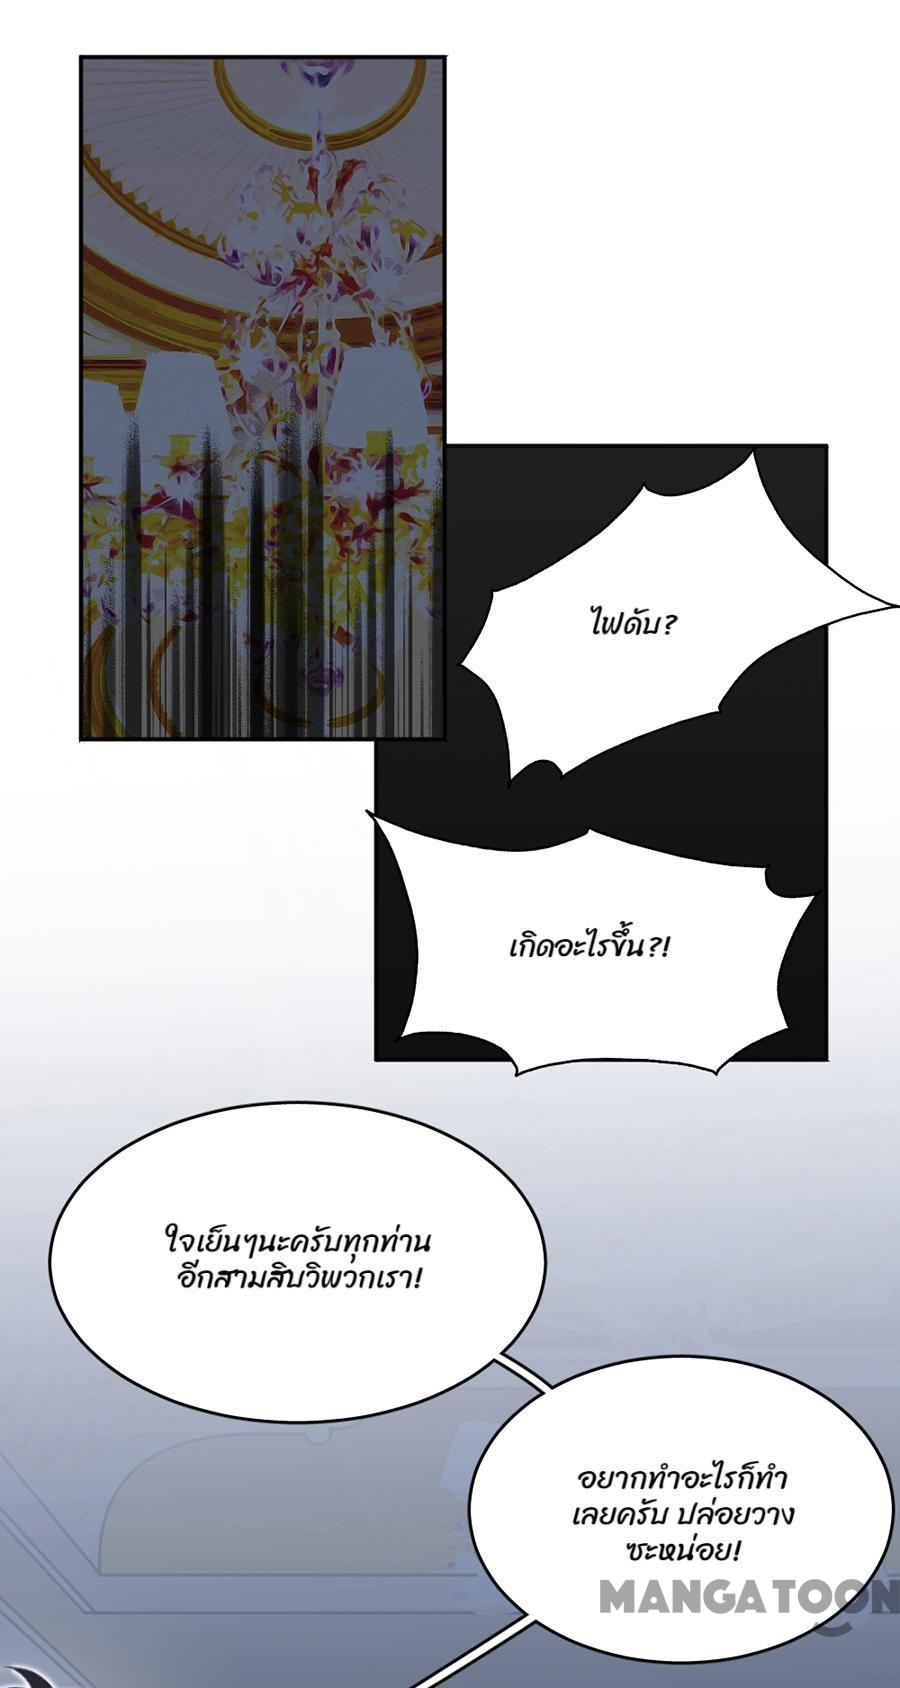 ไฟดับ?
เกิดอะไรขึ้น?!
ใจเย็นๆนะครับทุกท่าน
อีกสามสิบวิพวกเรา!
อยากทำอะไรก็ทำ
เลยครับ ปล่อยวาง
ซะหน่อย!
MANGATOON